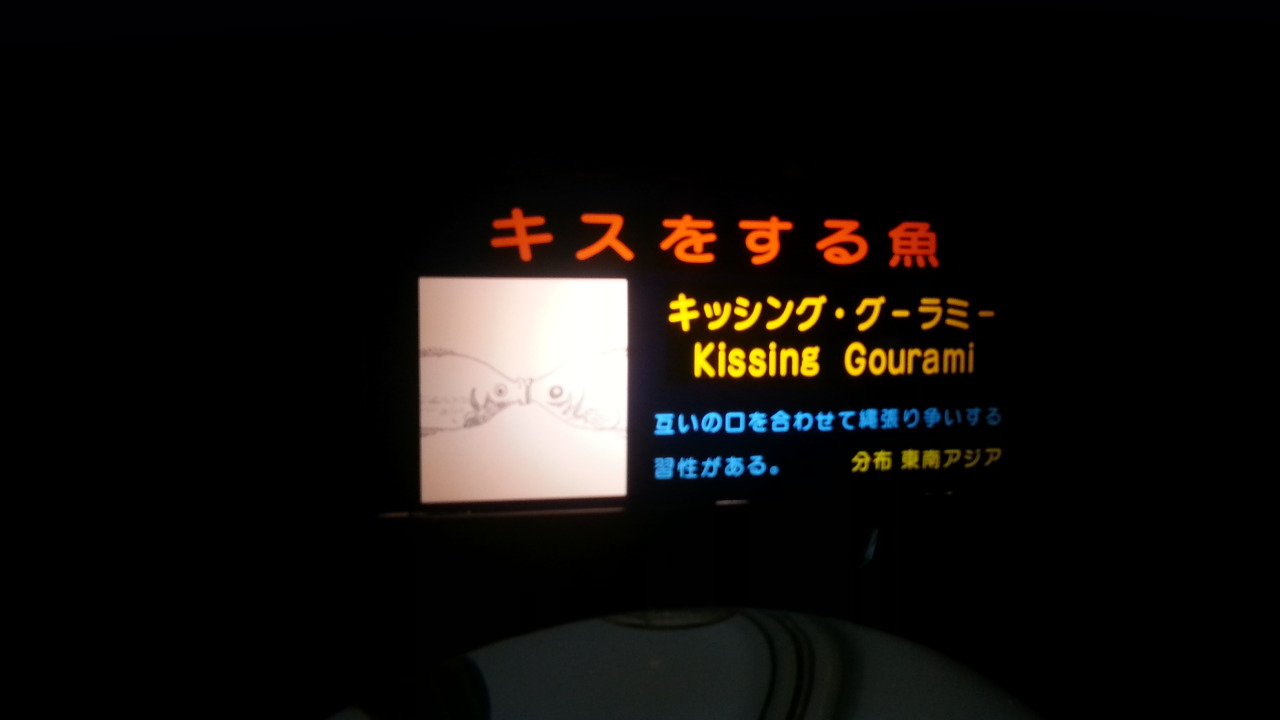 キスをする魚
キッシング・グーラミー
Kissing Gourami
互いの口を合わせて縄張り争いする
習性がある。
分布 東南アジア